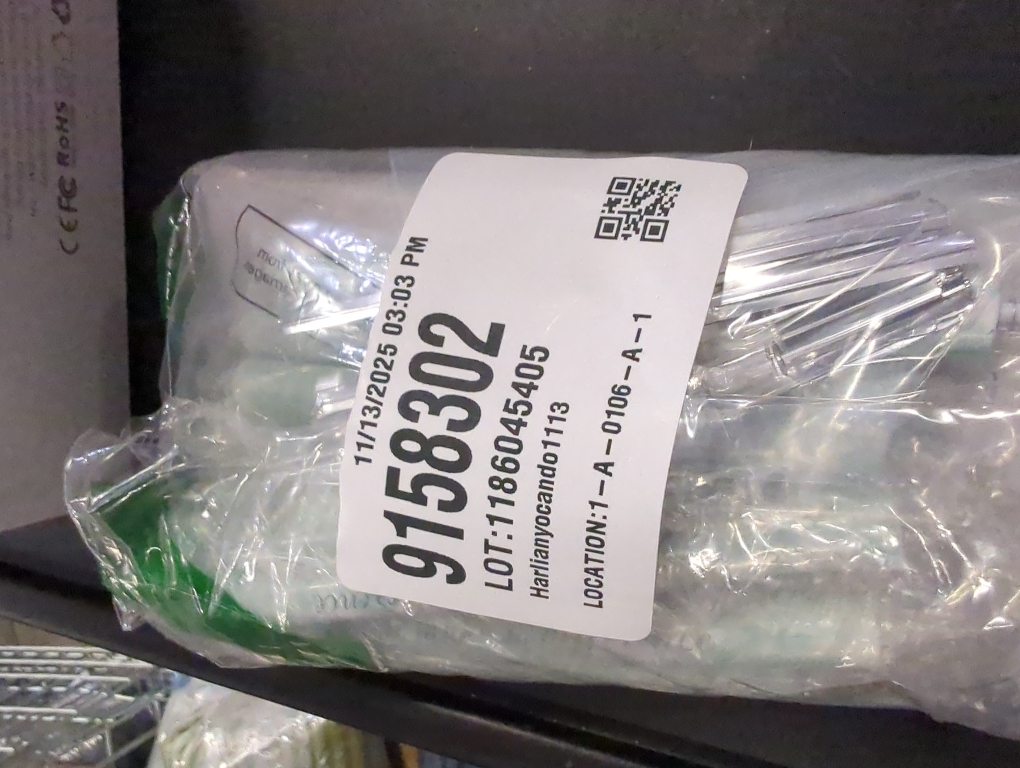 11/13/2025 03:03 PM
9158302
LOT:1186045405
Harlianyocando1113
LOCATION:1-A-0106-A-1
CE FC RoHS